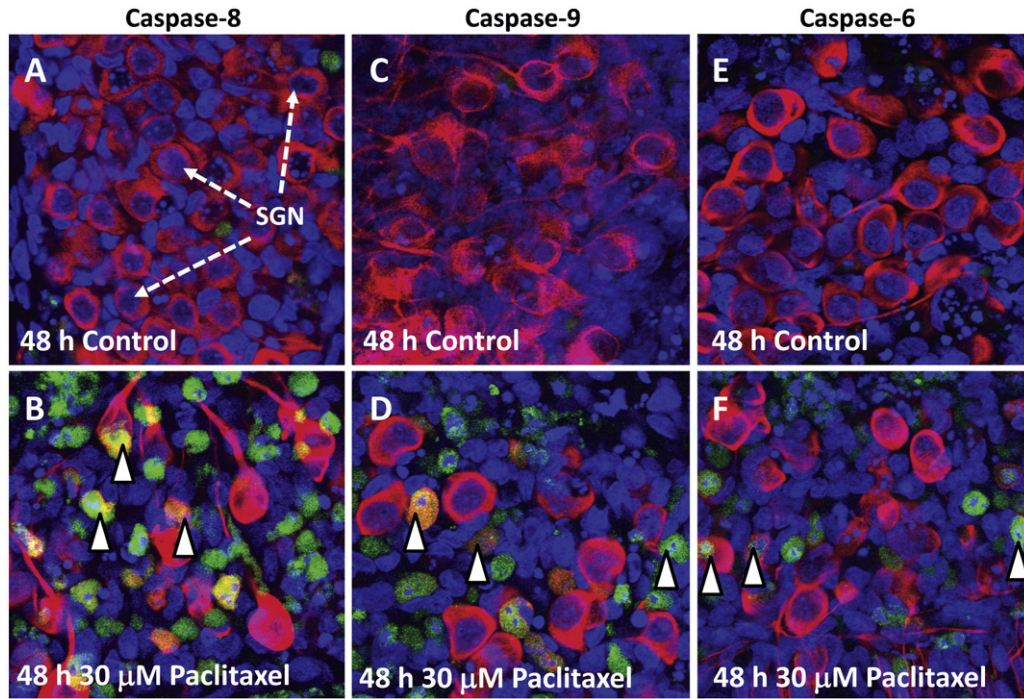 Caspase-8 Caspase-9 Caspase-6
A C E
SGN
48 h Control 48 h Control 48 h Control
B D F
48 h 30 μM Paclitaxel 48 h 30 μM Paclitaxel 48 h 30 μM Paclitaxel